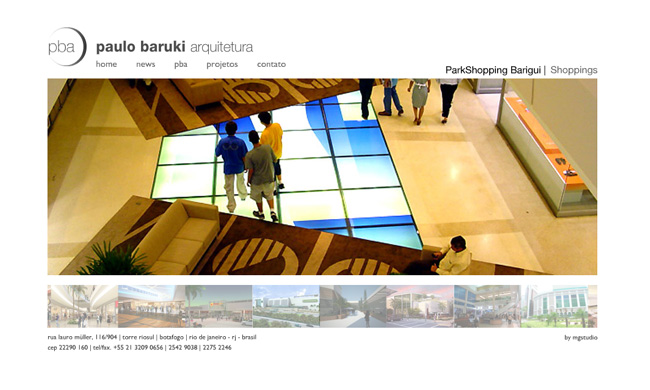 pba paulo baruki arquitetura
home news pba projetos contato
ParkShopping Barigui | Shoppings
rua lauro müller, 116/904 | torre riosul | botafogo | rio de janeiro - rj - brasil
by mgstudio
cep 22290 160 | tel/fax. +55 21 3209 0656 | 2542 9038 | 2275 2246